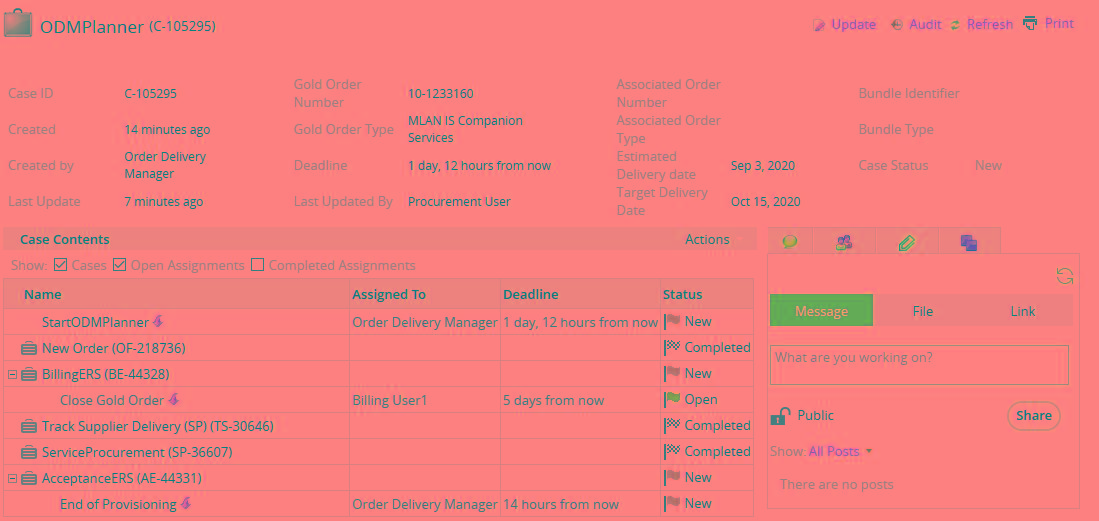 ODMPlanner (C-105295)
Update Audit Refresh Print
Case ID C-105295 Gold Order Number 10-1233160 Associated Order Number Bundle Identifier
Created 14 minutes ago Gold Order Type MLAN IS Companion Services Associated Order Type Bundle Type
Created by Order Delivery Manager Deadline 1 day, 12 hours from now Estimated Delivery date Sep 3, 2020 Case Status New
Last Update 7 minutes ago Last Updated By Procurement User Target Delivery Date Oct 15, 2020
Case Contents Actions
Show: Cases Open Assignments Completed Assignments
Name Assigned To Deadline Status
StartODMPlanner Order Delivery Manager 1 day, 12 hours from now New
New Order (OF-218736) Completed
BillingERS (BE-44328) New
Close Gold Order Billing User1 5 days from now Open
Track Supplier Delivery (SP) (TS-30646) Completed
ServiceProcurement (SP-36607) Completed
AcceptanceERS (AE-44331) New
End of Provisioning Order Delivery Manager 14 hours from now New
Message File Link
What are you working on?
Public Share
Show: All Posts
There are no posts